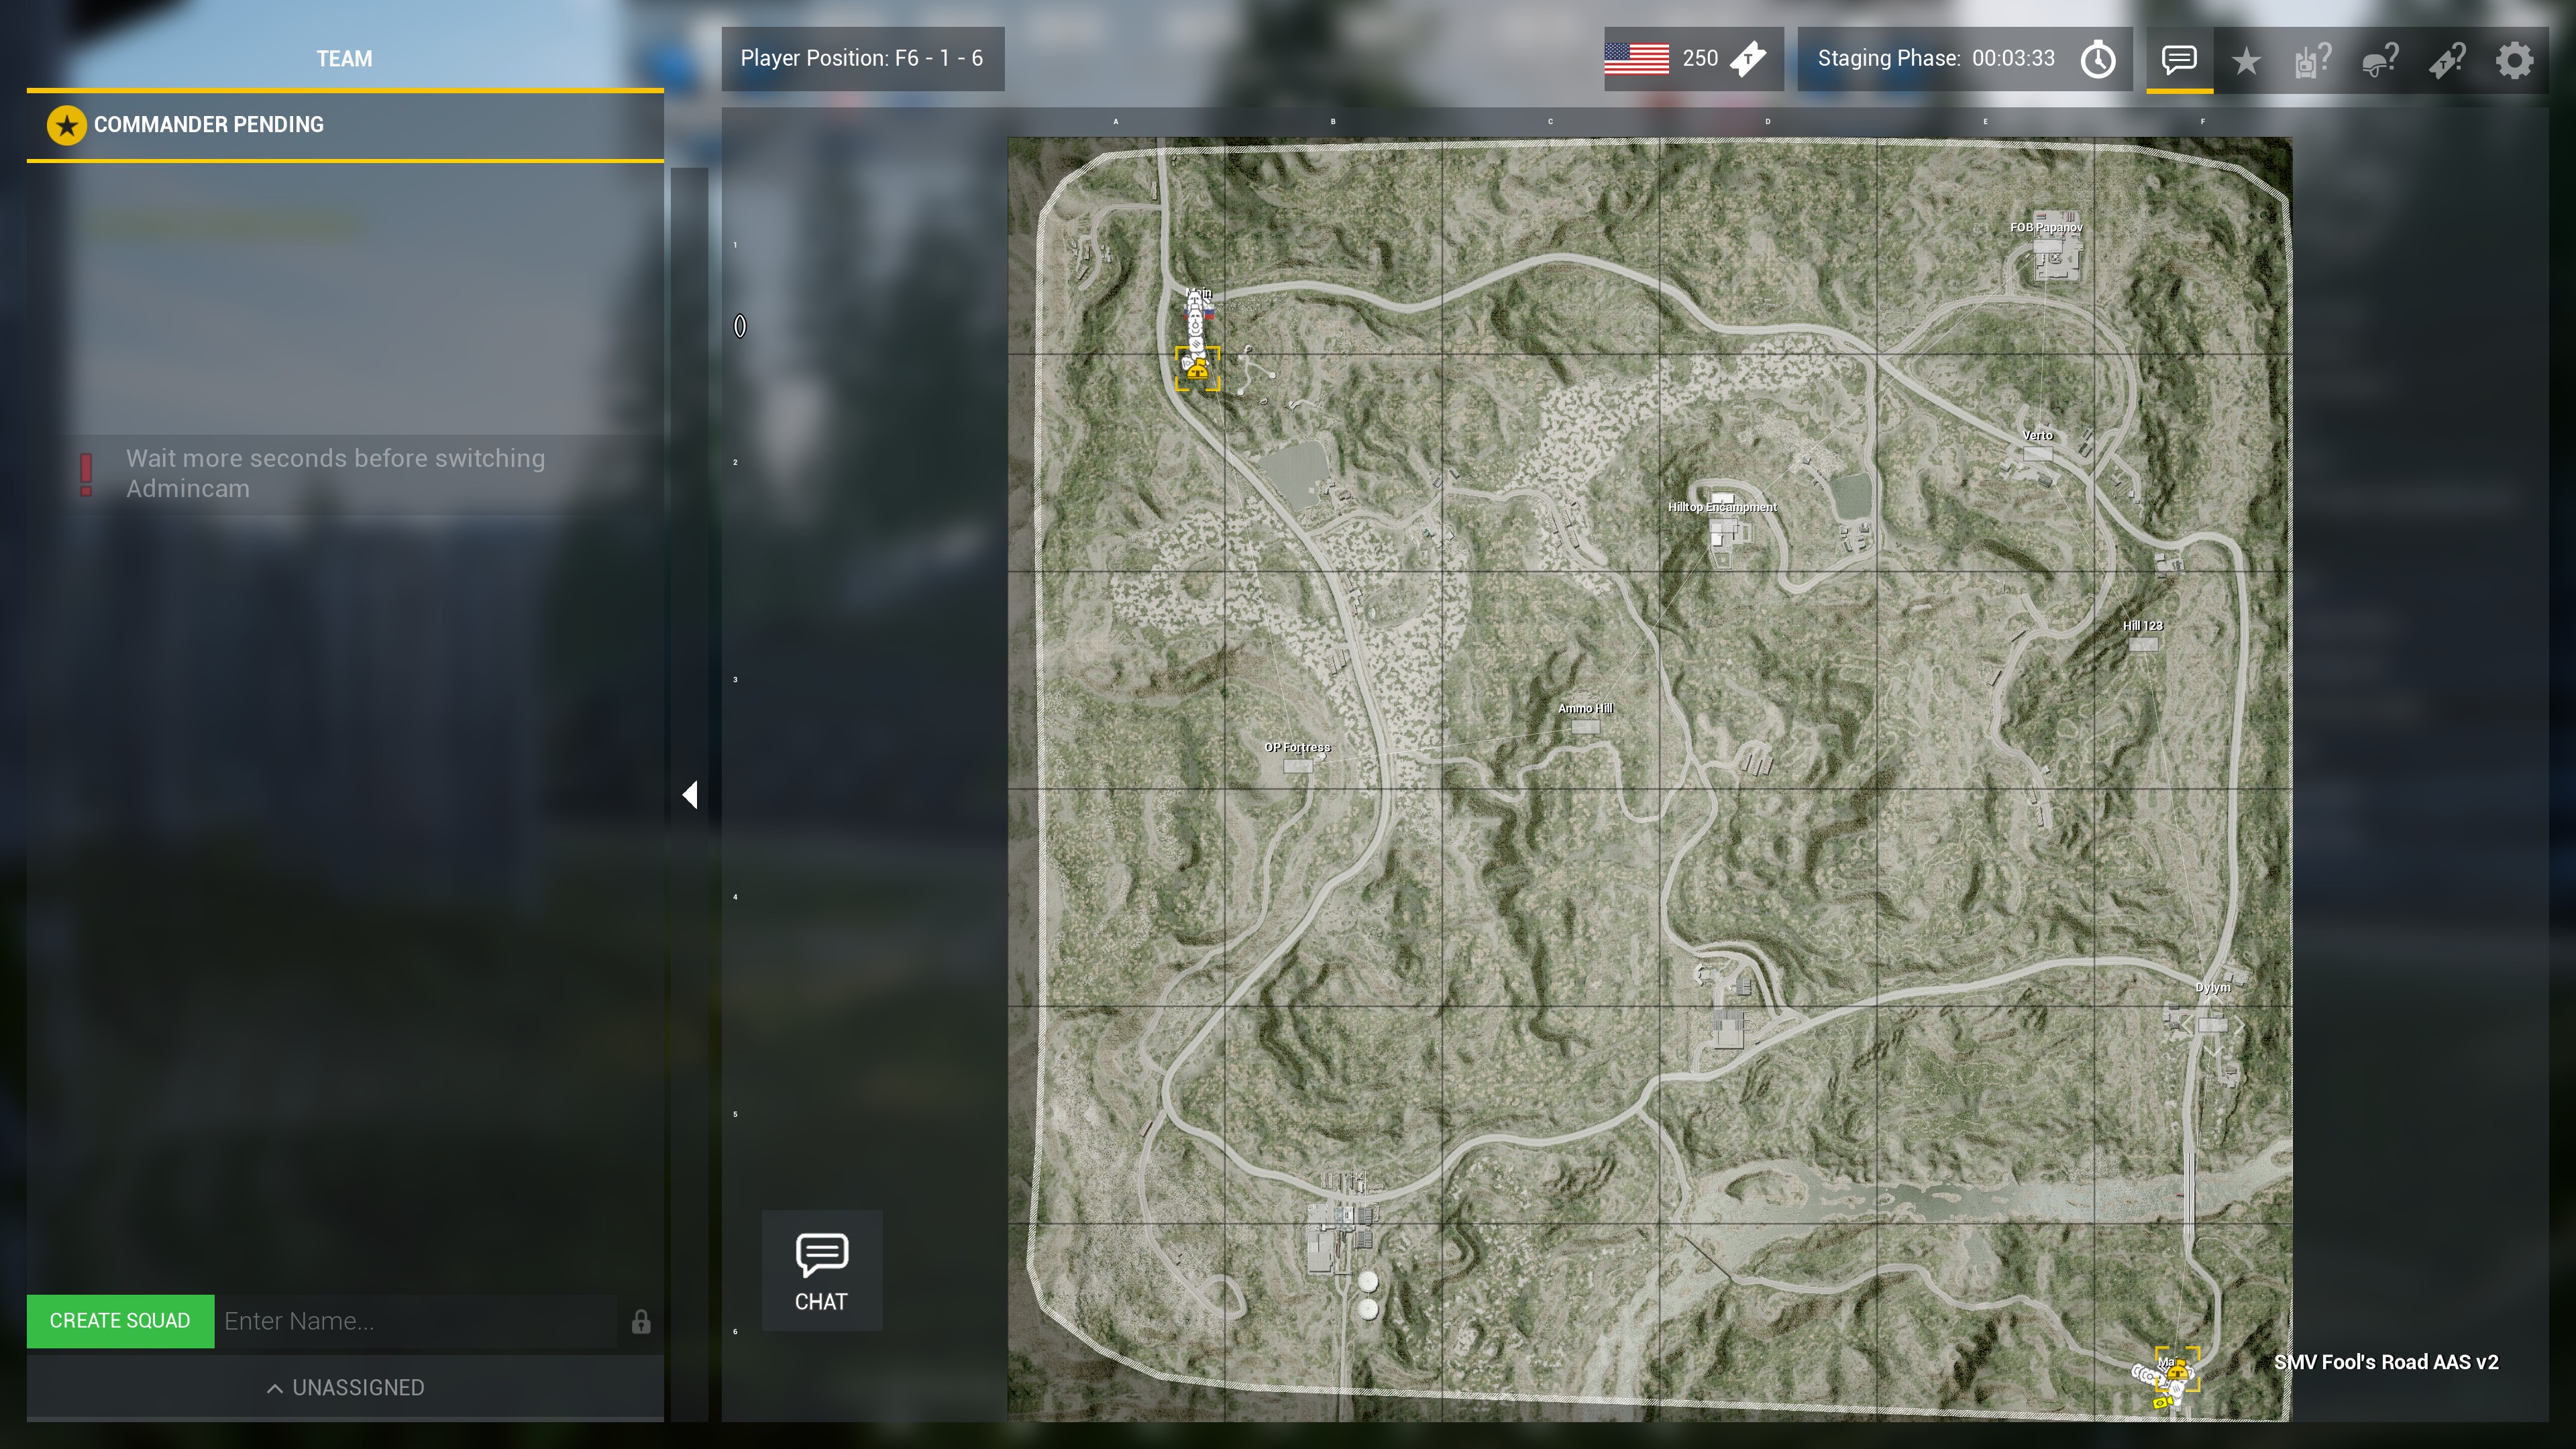 TEAM
Player Position: F6 - 1 - 6
250
T
Staging Phase: 00:03:33
?
?
T?
COMMANDER PENDING
A B C D E F
1
FOB Papanov
Main
Verto
Wait more seconds before switching
Admincam
2
Hilltop Encampment
Hill 123
3
Ammo Hill
OP Fortress
4
Dylym
5
CHAT
CREATE SQUAD
Enter Name...
6
SMV Fool's Road AAS v2
UNASSIGNED